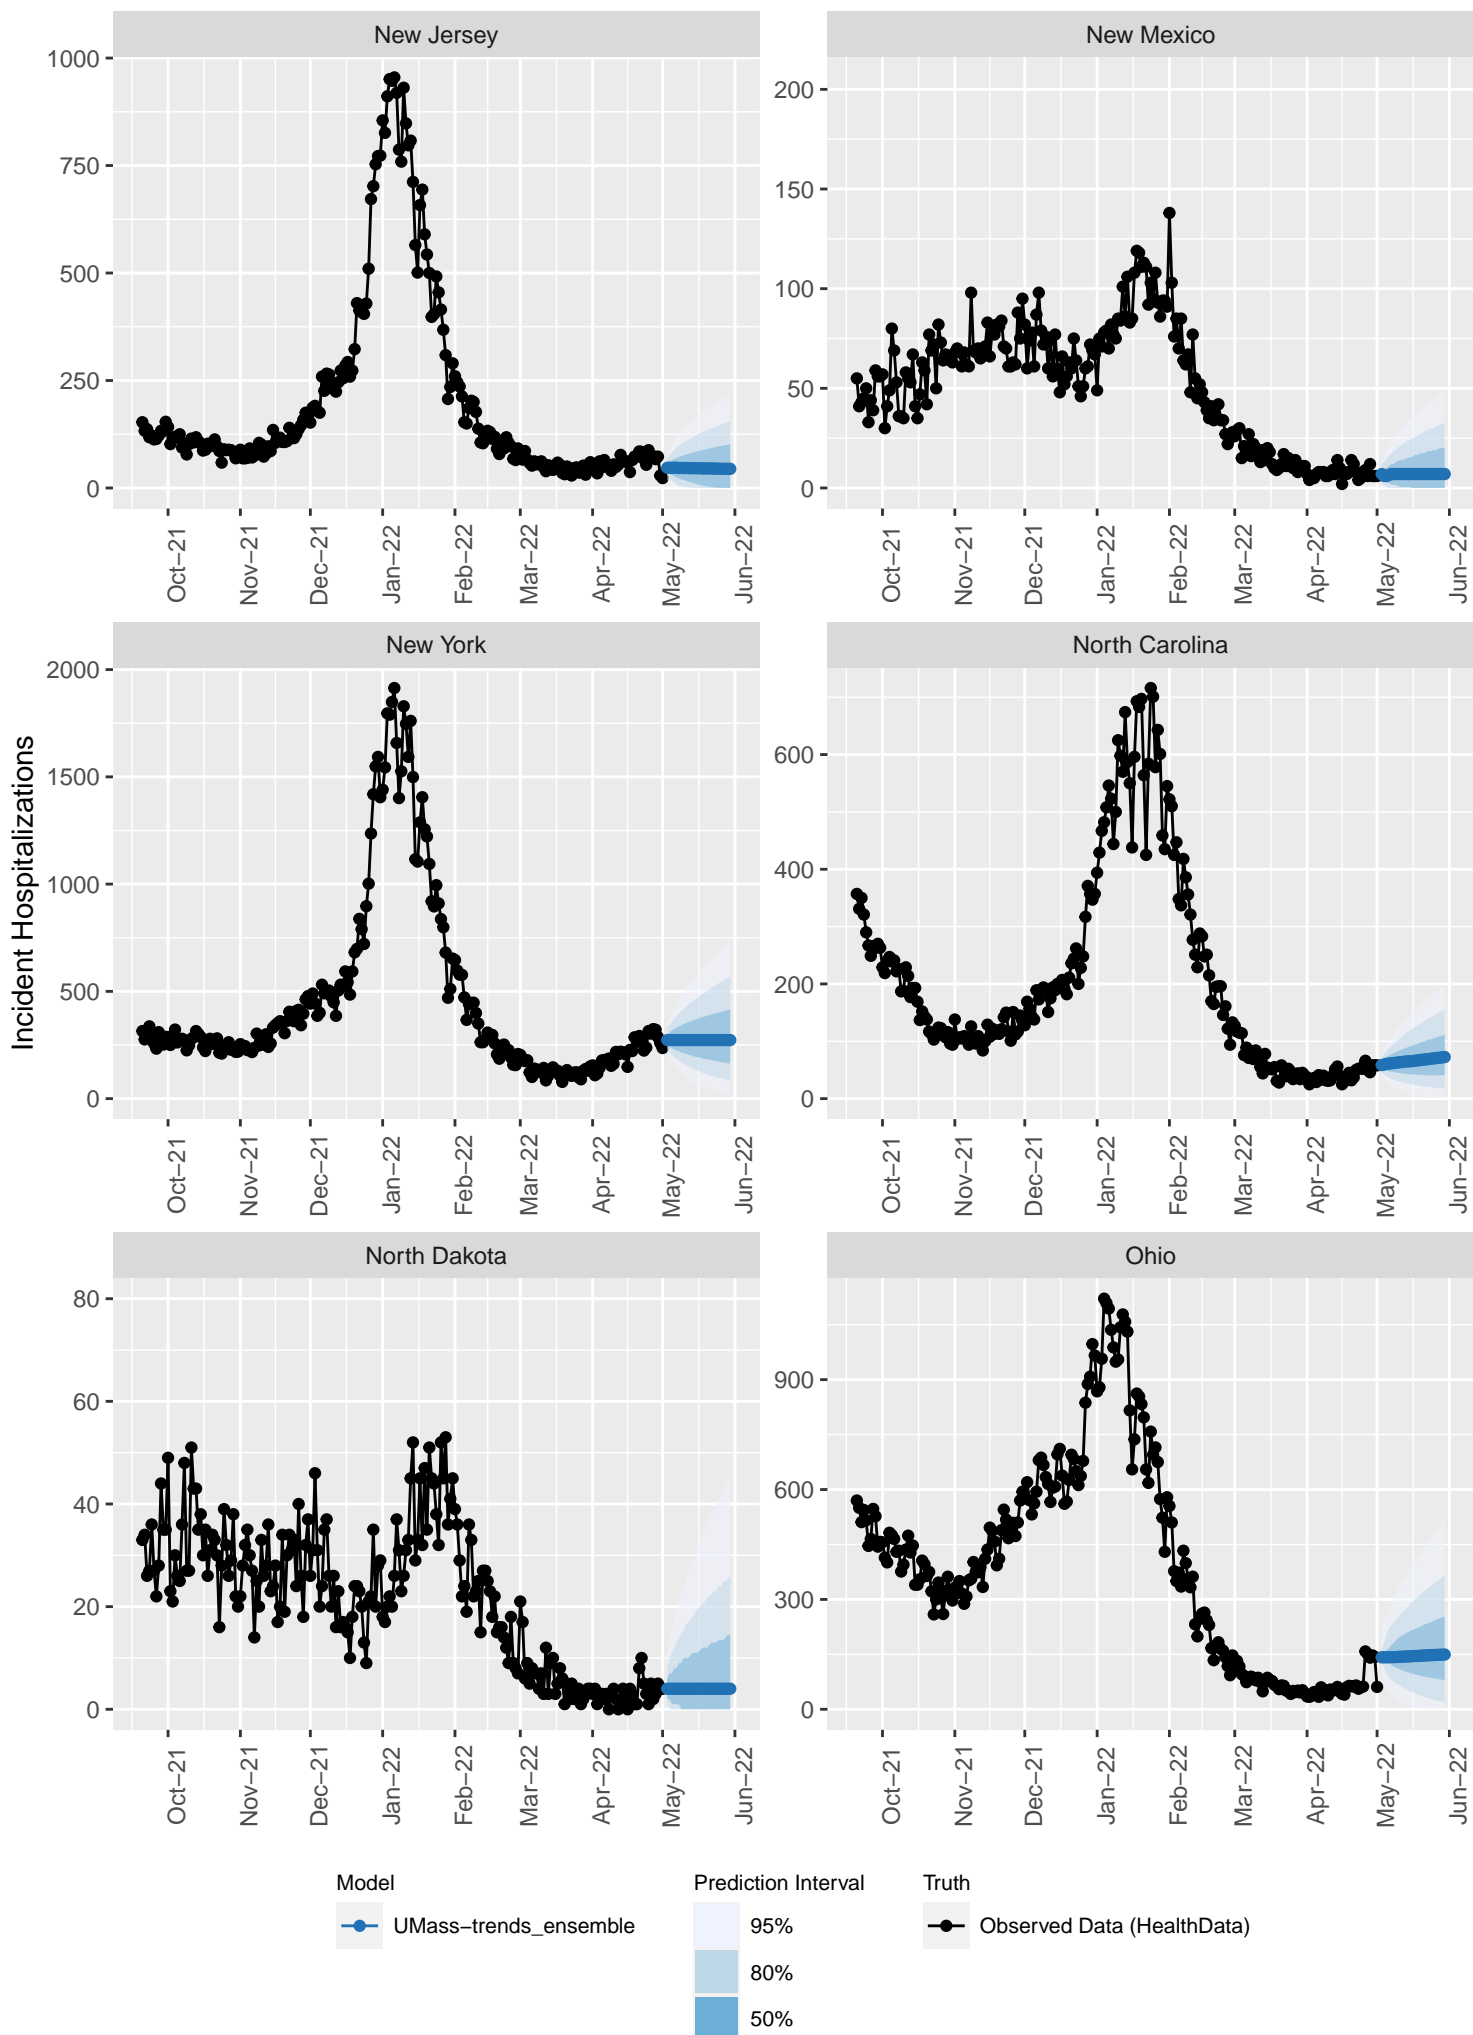 New Jersey
New Mexico
1000
750
500
250
0
200
150
100
50
0
Oct−21
Nov−21
Dec−21
Jan−22
Feb−22
Mar−22
Apr−22
May−22
Jun−22
Oct−21
Nov−21
Dec−21
Jan−22
Feb−22
Mar−22
Apr−22
May−22
Jun−22
Incident Hospitalizations
New York
North Carolina
2000
1500
1000
500
0
600
400
200
0
Oct−21
Nov−21
Dec−21
Jan−22
Feb−22
Mar−22
Apr−22
May−22
Jun−22
Oct−21
Nov−21
Dec−21
Jan−22
Feb−22
Mar−22
Apr−22
May−22
Jun−22
North Dakota
Ohio
80
60
40
20
0
900
600
300
0
Oct−21
Nov−21
Dec−21
Jan−22
Feb−22
Mar−22
Apr−22
May−22
Jun−22
Oct−21
Nov−21
Dec−21
Jan−22
Feb−22
Mar−22
Apr−22
May−22
Jun−22
Model
UMass−trends_ensemble
Prediction Interval
95%
80%
50%
Truth
Observed Data (HealthData)